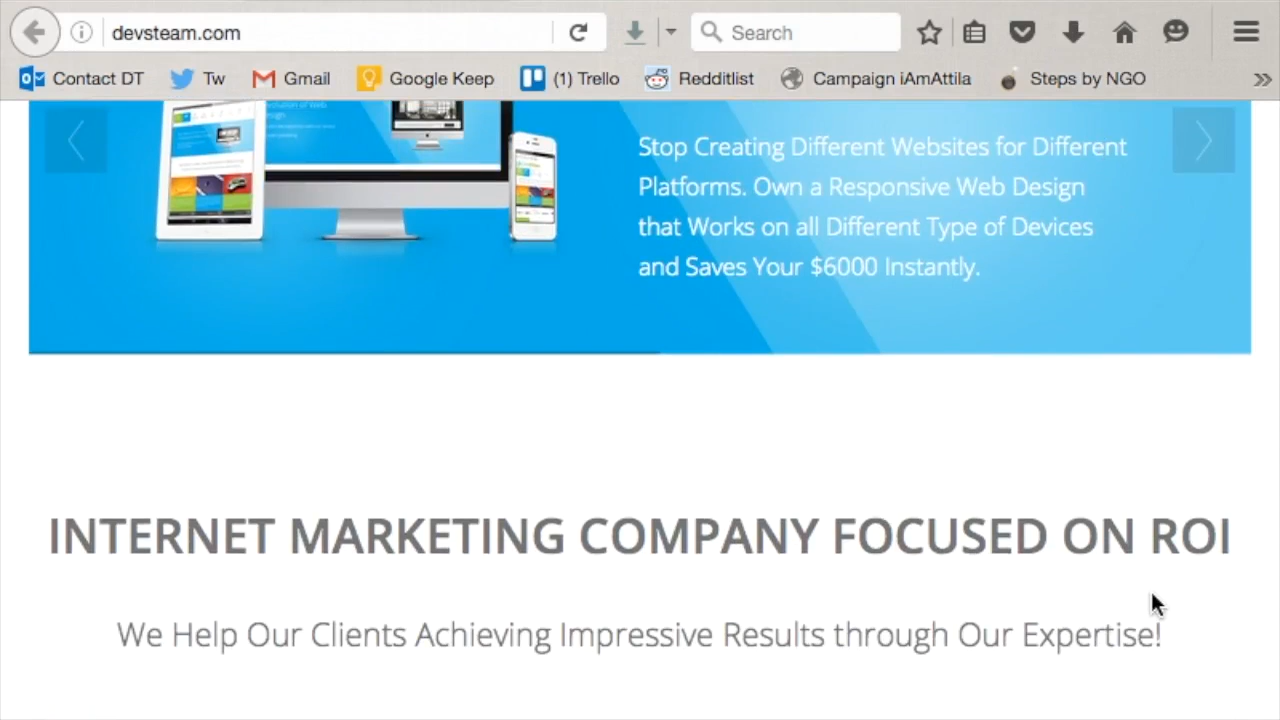 devsteam.com
Search
Contact DT
Tw
Gmail
Google Keep
(1) Trello
Redditlist
Campaign iAmAttila
Steps by NGO
Stop Creating Different Websites for Different
Platforms. Own a Responsive Web Design
that Works on all Different Type of Devices
and Saves Your $6000 Instantly.
INTERNET MARKETING COMPANY FOCUSED ON ROI
We Help Our Clients Achieving Impressive Results through Our Expertise!